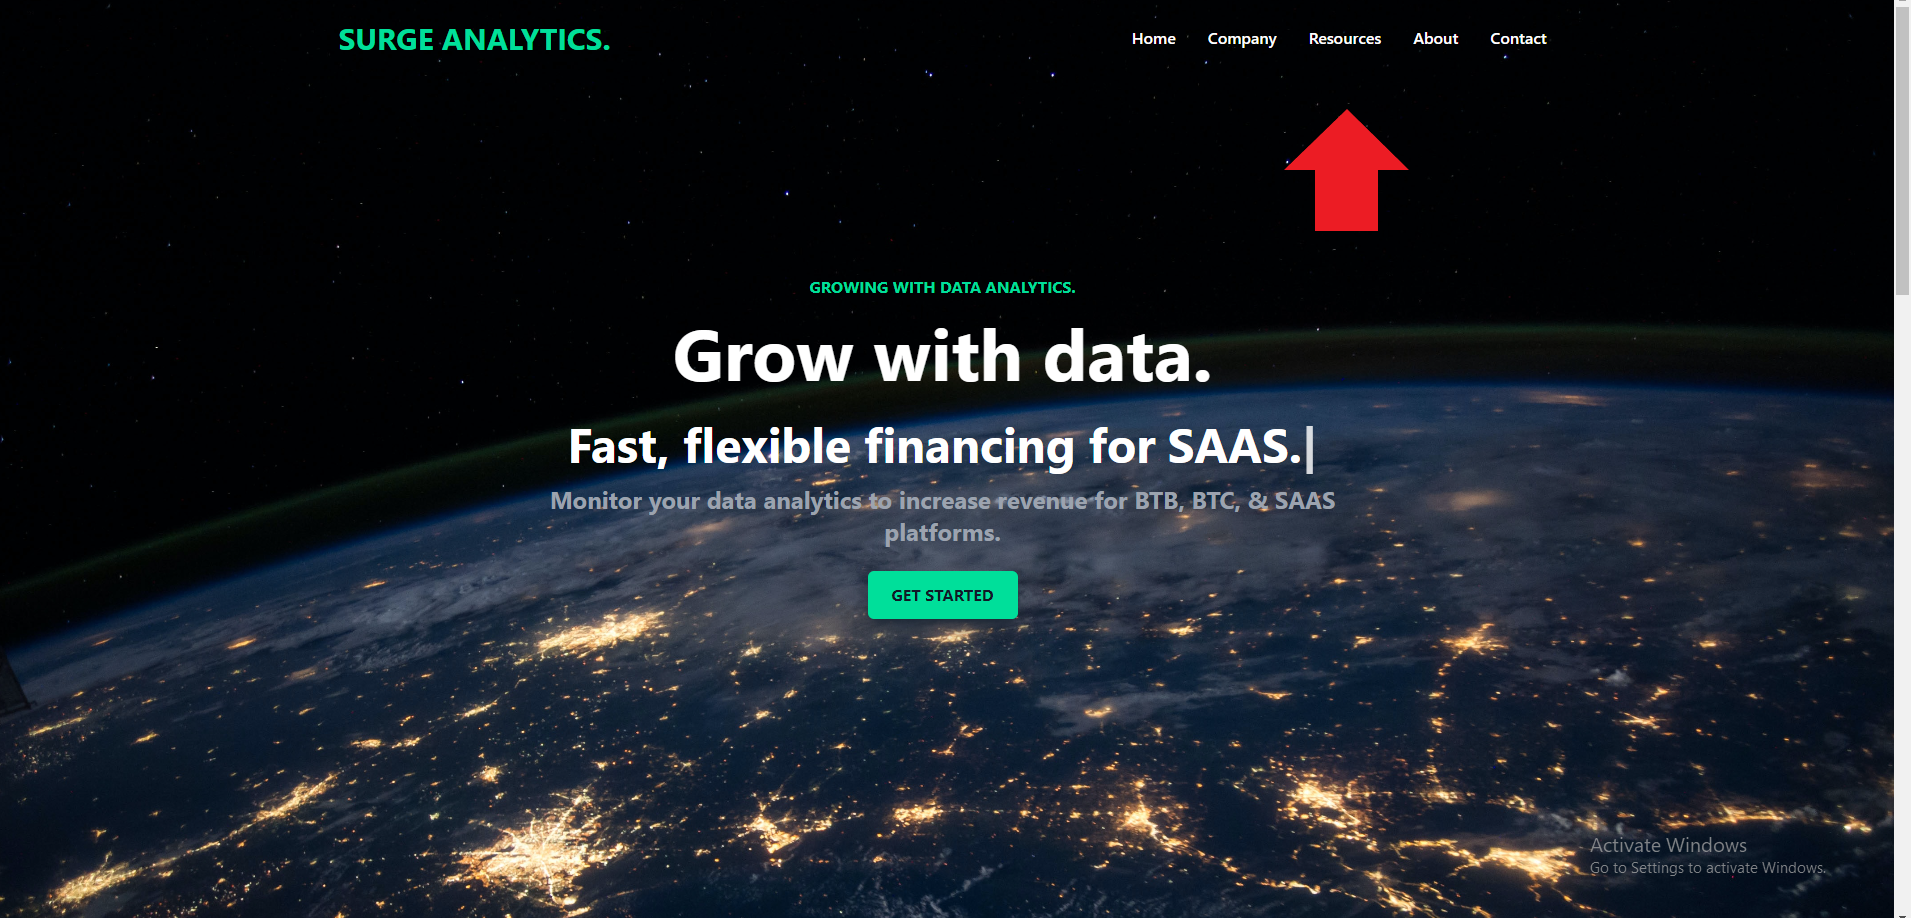 SURGE ANALYTICS.
Home Company Resources About Contact
GROWING WITH DATA ANALYTICS.
Grow with data.
Fast, flexible financing for SAAS.|
Monitor your data analytics to increase revenue for BTB, BTC, & SAAS
platforms.
GET STARTED
Activate Windows
Go to Settings to activate Windows.